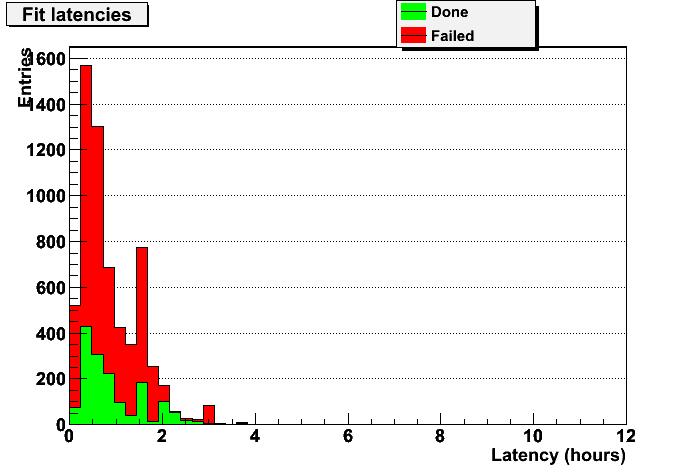 Fit latencies
Done
Failed
Entries
1600
1400
1200
1000
800
600
400
200
0
0 2 4 6 8 10 12
Latency (hours)